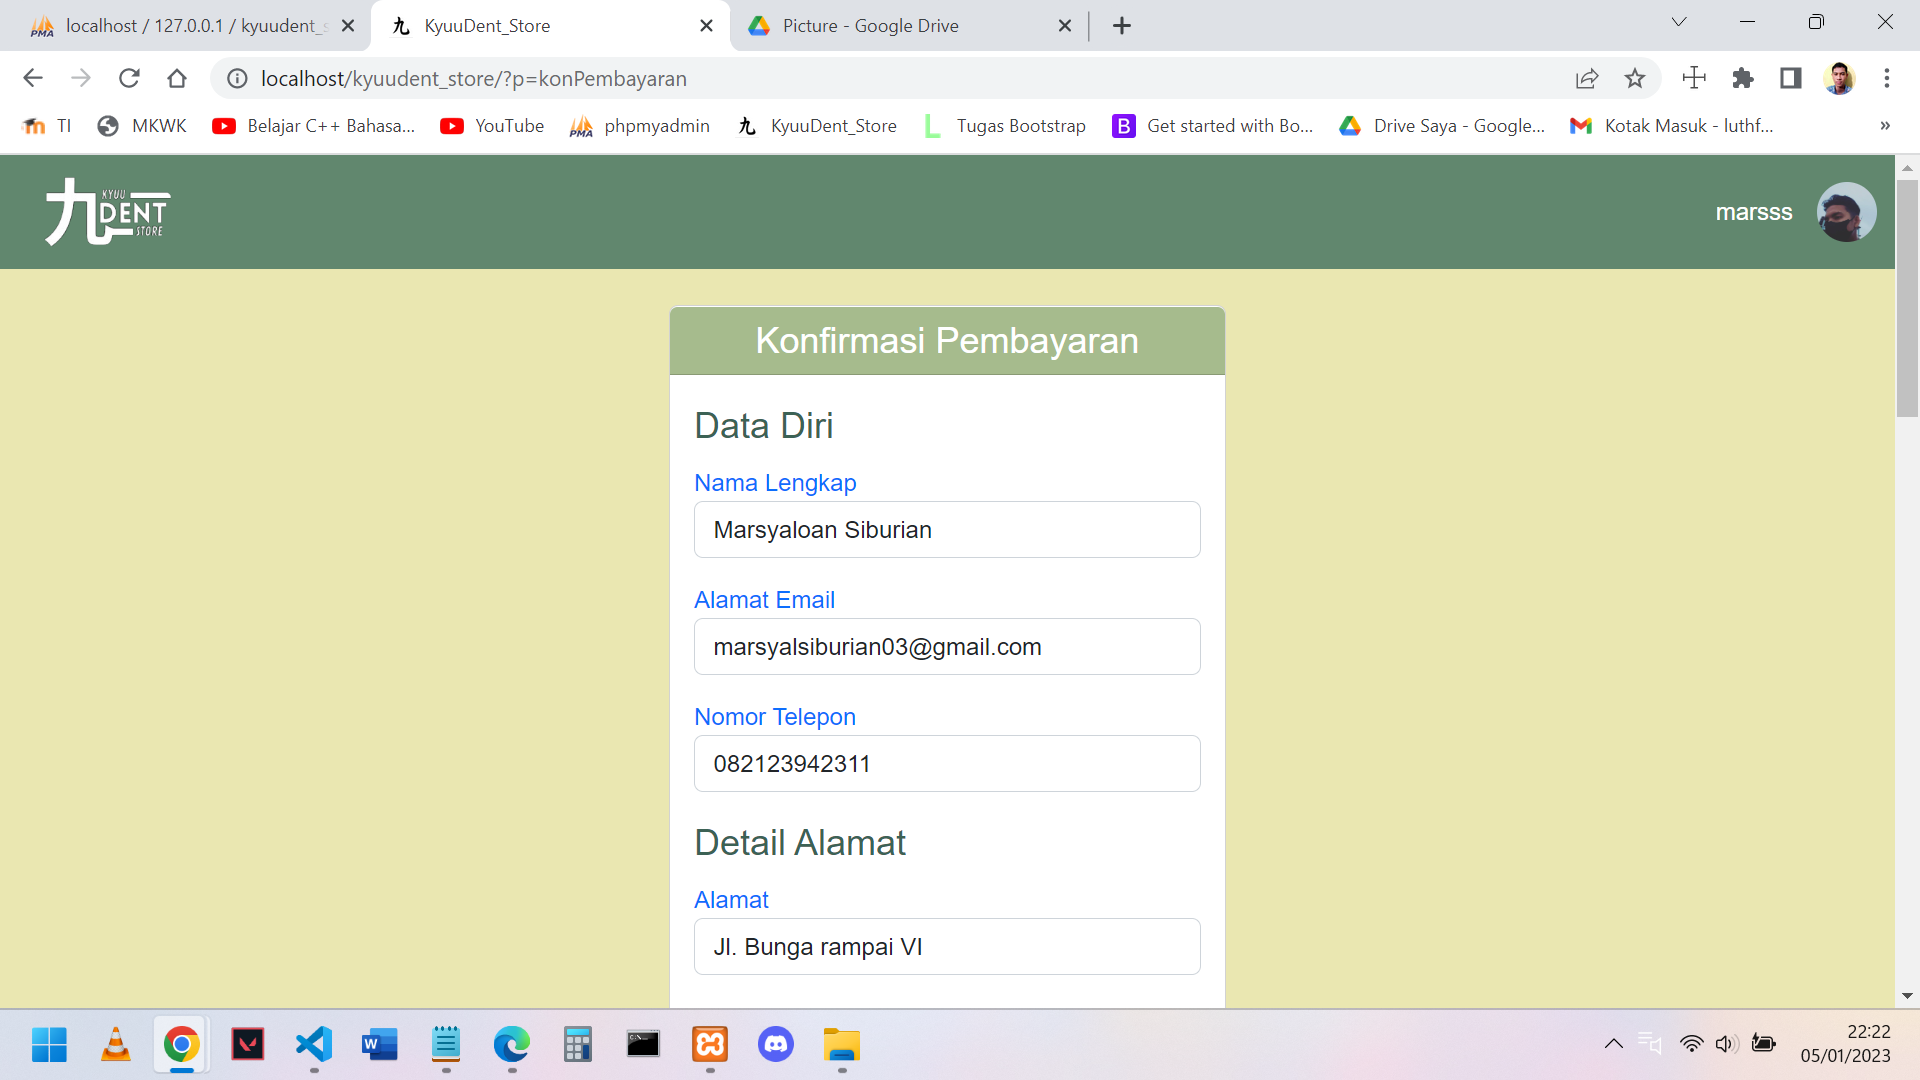 localhost / 127.0.0.1 / kyuudent_s
KyuuDent_Store
Picture - Google Drive
localhost/kyuudent_store/?p=konPembayaran
TI
MKWK
Belajar C++ Bahasa...
YouTube
phpmyadmin
KyuuDent_Store
Tugas Bootstrap
Get started with Bo...
Drive Saya - Google...
Kotak Masuk - luthf...
九 KYUU DENT STORE
marsss
Konfirmasi Pembayaran
Data Diri
Nama Lengkap
Marsyaloan Siburian
Alamat Email
marsyalsiburian03@gmail.com
Nomor Telepon
082123942311
Detail Alamat
Alamat
Jl. Bunga rampai VI
22:22
05/01/2023